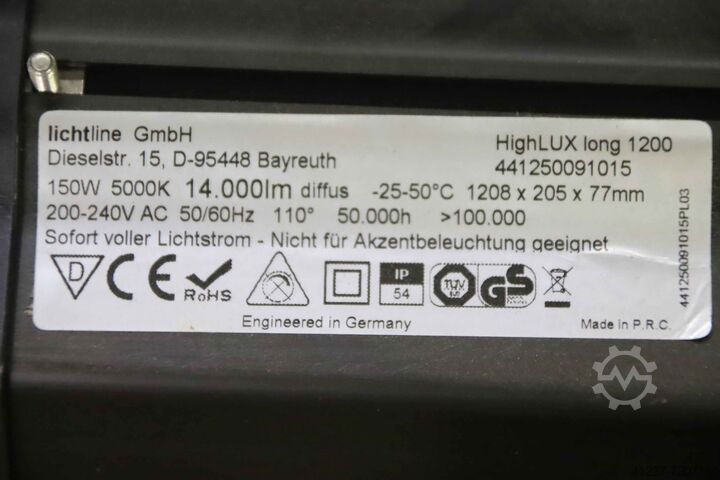 lichtline GmbH
Dieselstr. 15, D-95448 Bayreuth
HighLUX long 1200
441250091015
150W 5000K 14.000lm diffus -25-50°C 1208 x 205 x 77mm
200-240V AC 50/60Hz 110° 50.000h >100.000
Sofort voller Lichtstrom - Nicht für Akzentbeleuchtung geeignet
D CE RoHS IP 54 TÜV GS
Engineered in Germany
Made in P.R.C.
441250091015PL03